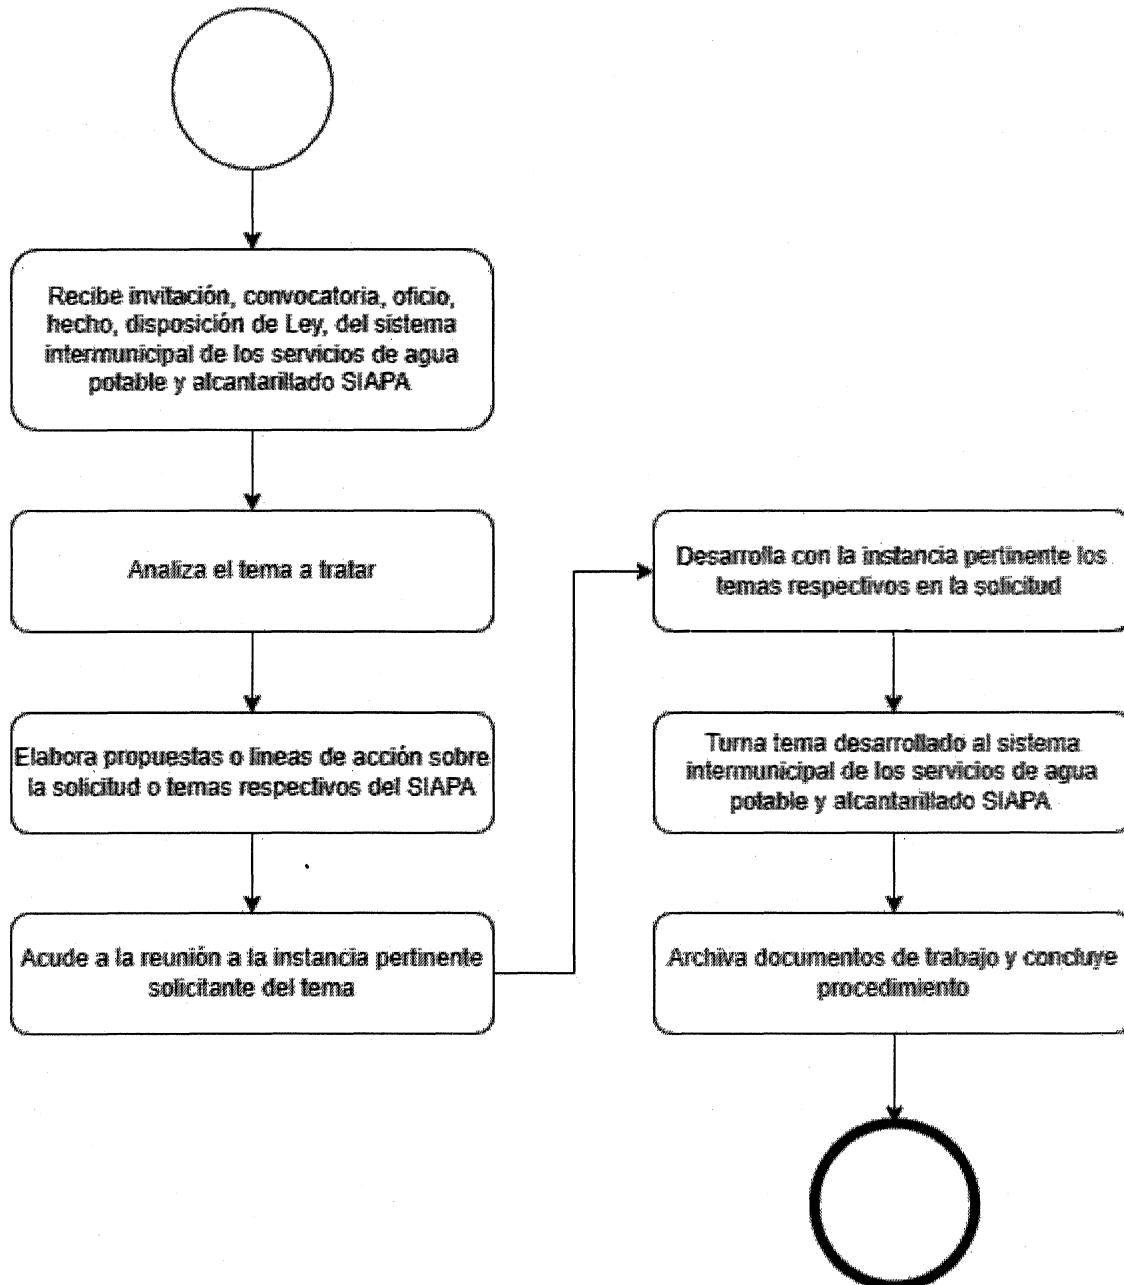 Recibe invitación, convocatoria, oficio,
hecho, disposición de Ley, del sistema
intermunicipal de los servicios de agua
potable y alcantarillado SIAPA
Analiza el tema a tratar
Elabora propuestas o líneas de acción sobre
la solicitud o temas respectivos del SIAPA
Acude a la reunión a la instancia pertinente
solicitante del tema
Desarrolla con la instancia pertinente los
temas respectivos en la solicitud
Turna tema desarrollado al sistema
intermunicipal de los servicios de agua
potable y alcantarillado SIAPA
Archiva documentos de trabajo y concluye
procedimiento